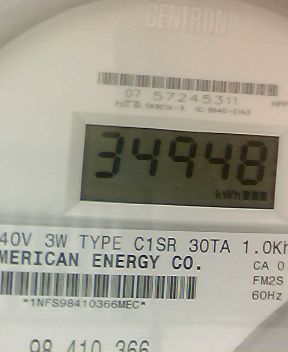 CENTRON®
07 57245311
34948
kWh
40V 3W TYPE C1SR 30TA 1.0Kh
MERICAN ENERGY CO.
CA 0
FM2S
60Hz
*1NFS98410366MEC*
98 410 366